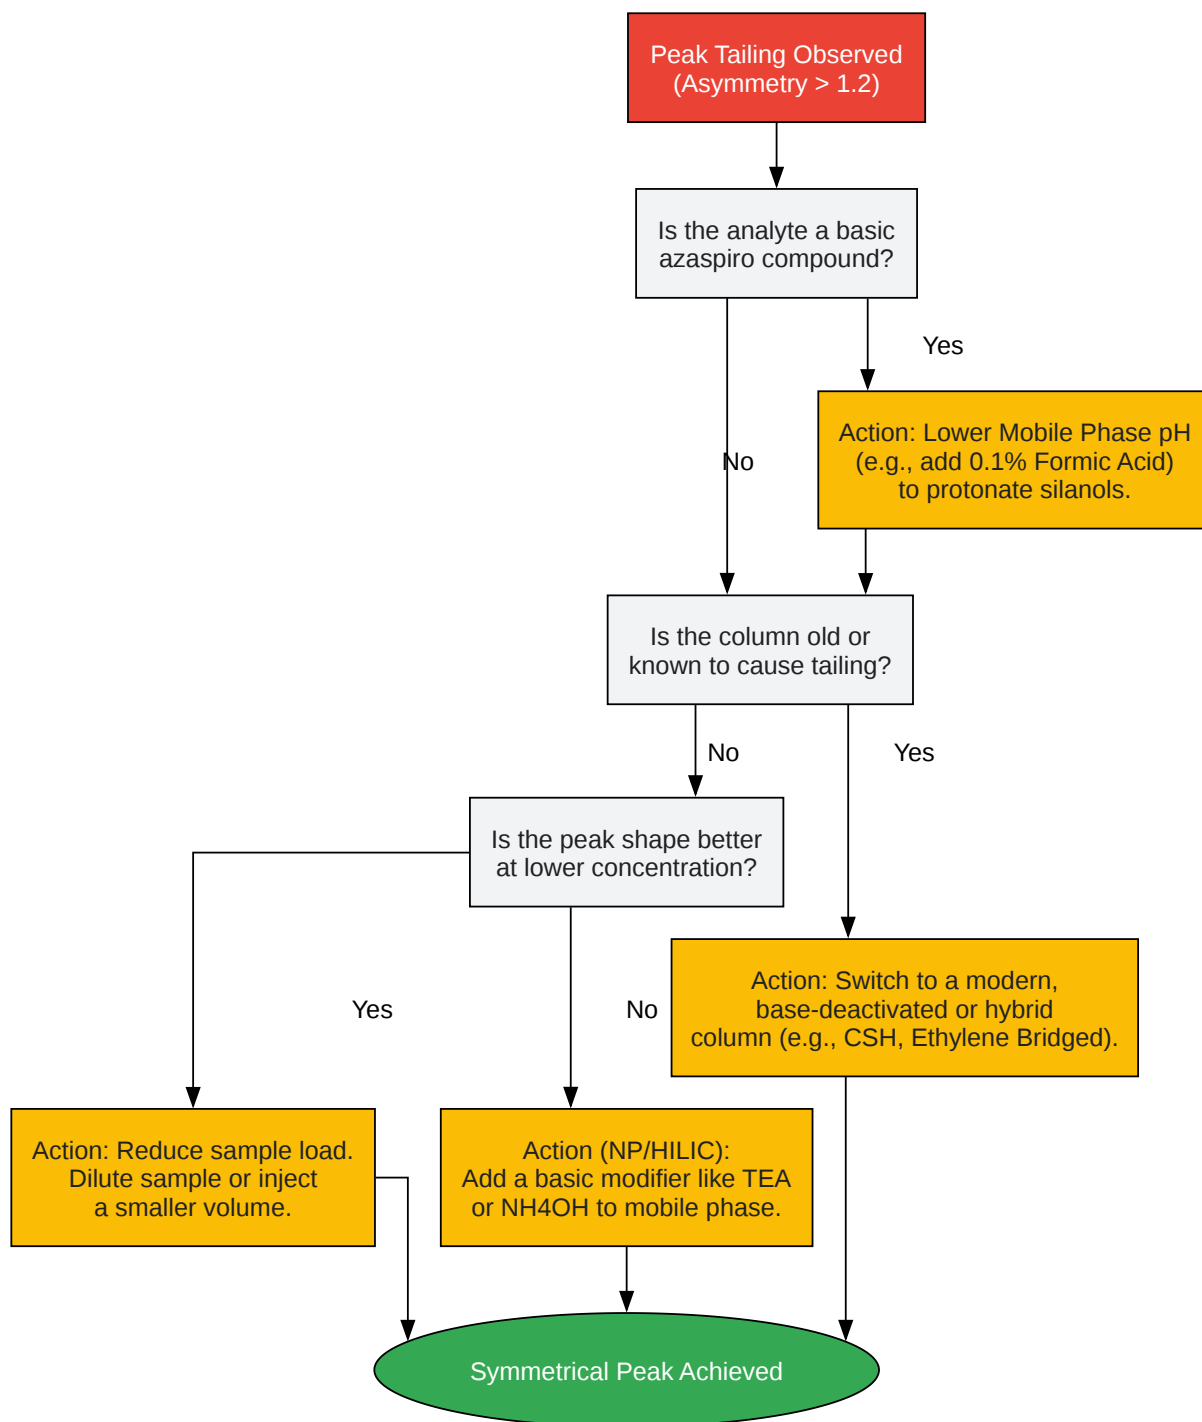 Peak Tailing Observed
(Asymmetry > 1.2)
Is the analyte a basic
azaspiro compound?
Yes
Action: Lower Mobile Phase pH
(e.g., add 0.1% Formic Acid)
to protonate silanols.
No
Is the column old or
known to cause tailing?
No
Yes
Is the peak shape better
at lower concentration?
Action: Switch to a modern,
base-deactivated or hybrid
column (e.g., CSH, Ethylene Bridged).
Yes
No
Action: Reduce sample load.
Dilute sample or inject
a smaller volume.
Action (NP/HILIC):
Add a basic modifier like TEA
or NH4OH to mobile phase.
Symmetrical Peak Achieved